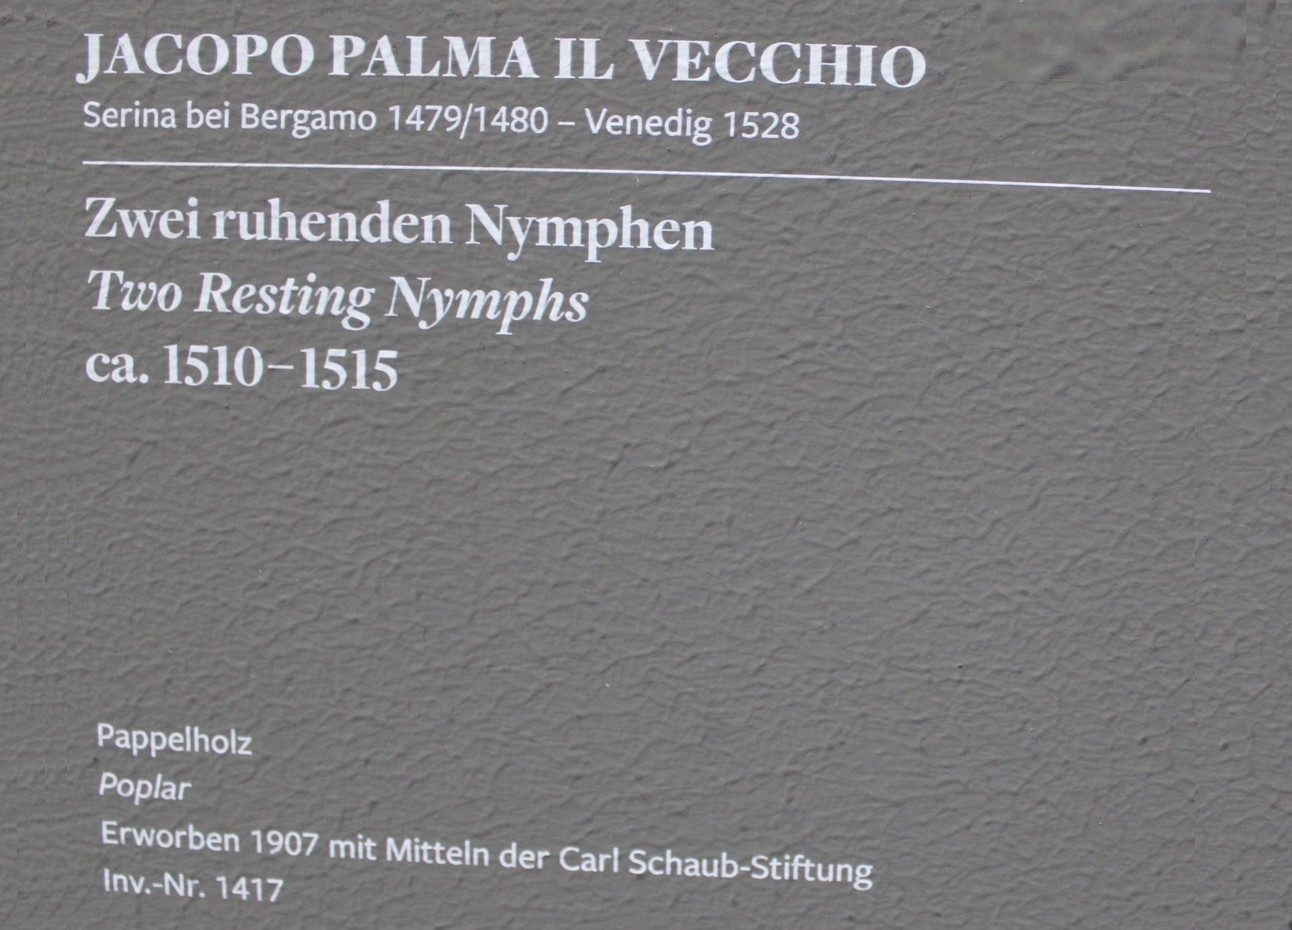 JACOPO PALMA IL VECCHIO
Serina bei Bergamo 1479/1480 – Venedig 1528
Zwei ruhenden Nymphen
Two Resting Nymphs
ca. 1510–1515
Pappelholz
Poplar
Erworben 1907 mit Mitteln der Carl Schaub-Stiftung
Inv.-Nr. 1417